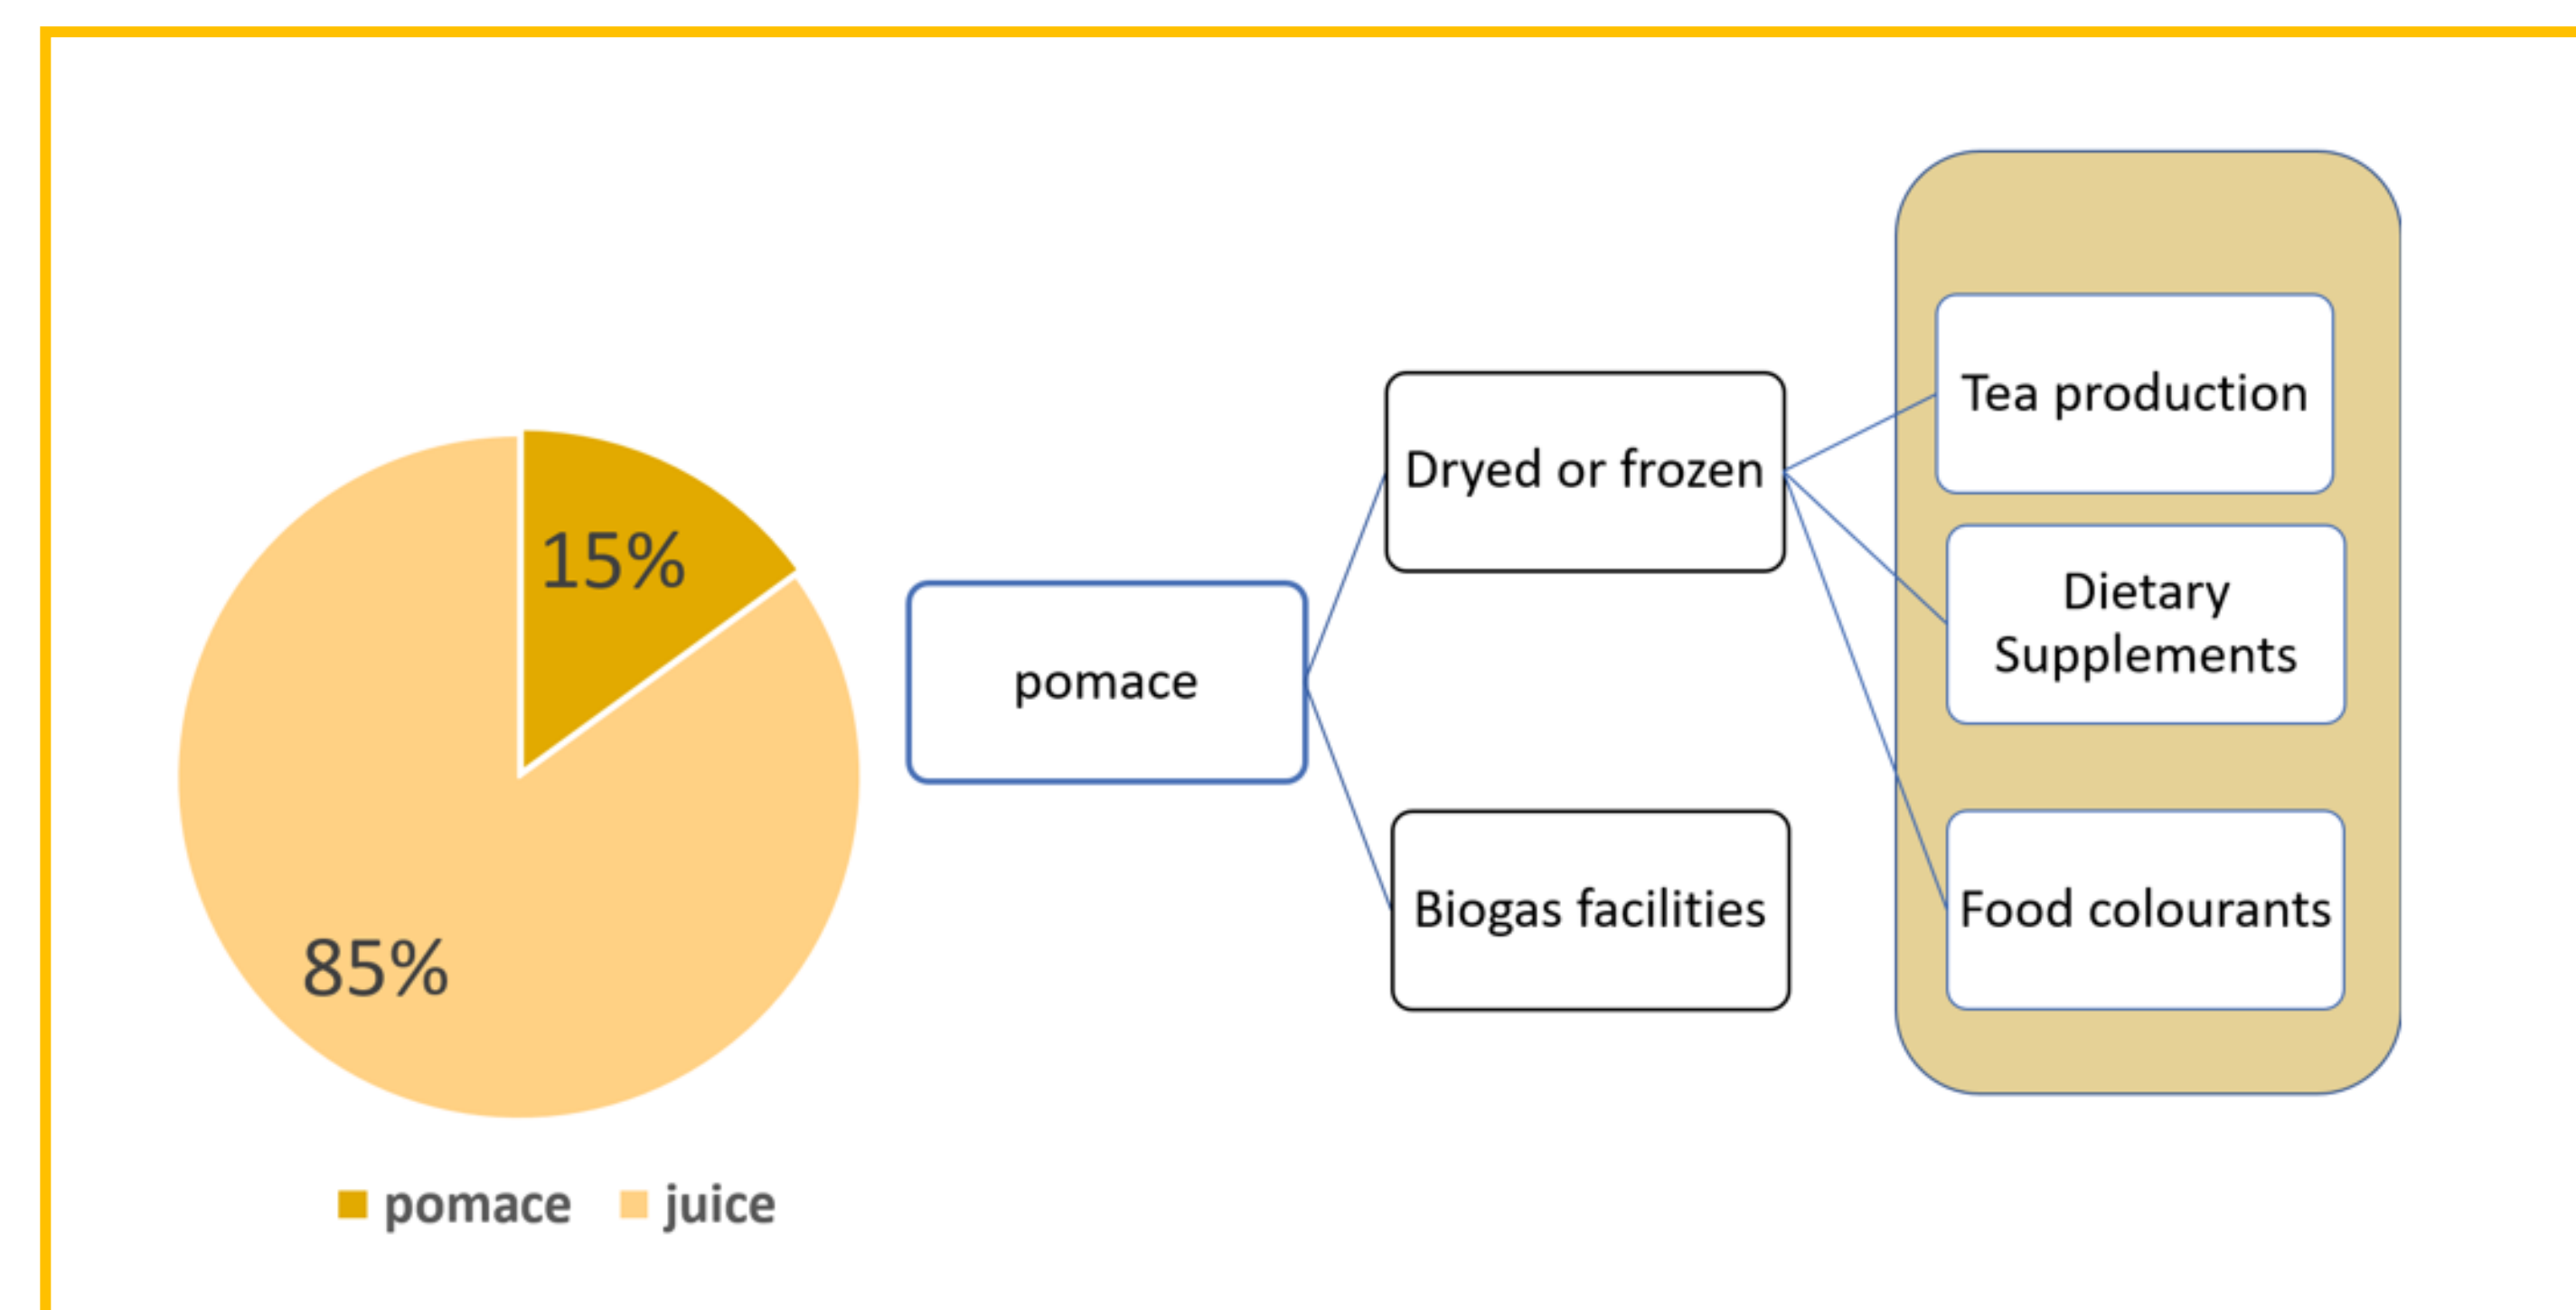 15%
85%
pomace
juice
pomace
Dryed or frozen
Biogas facilities
Tea production
Dietary
Supplements
Food colourants